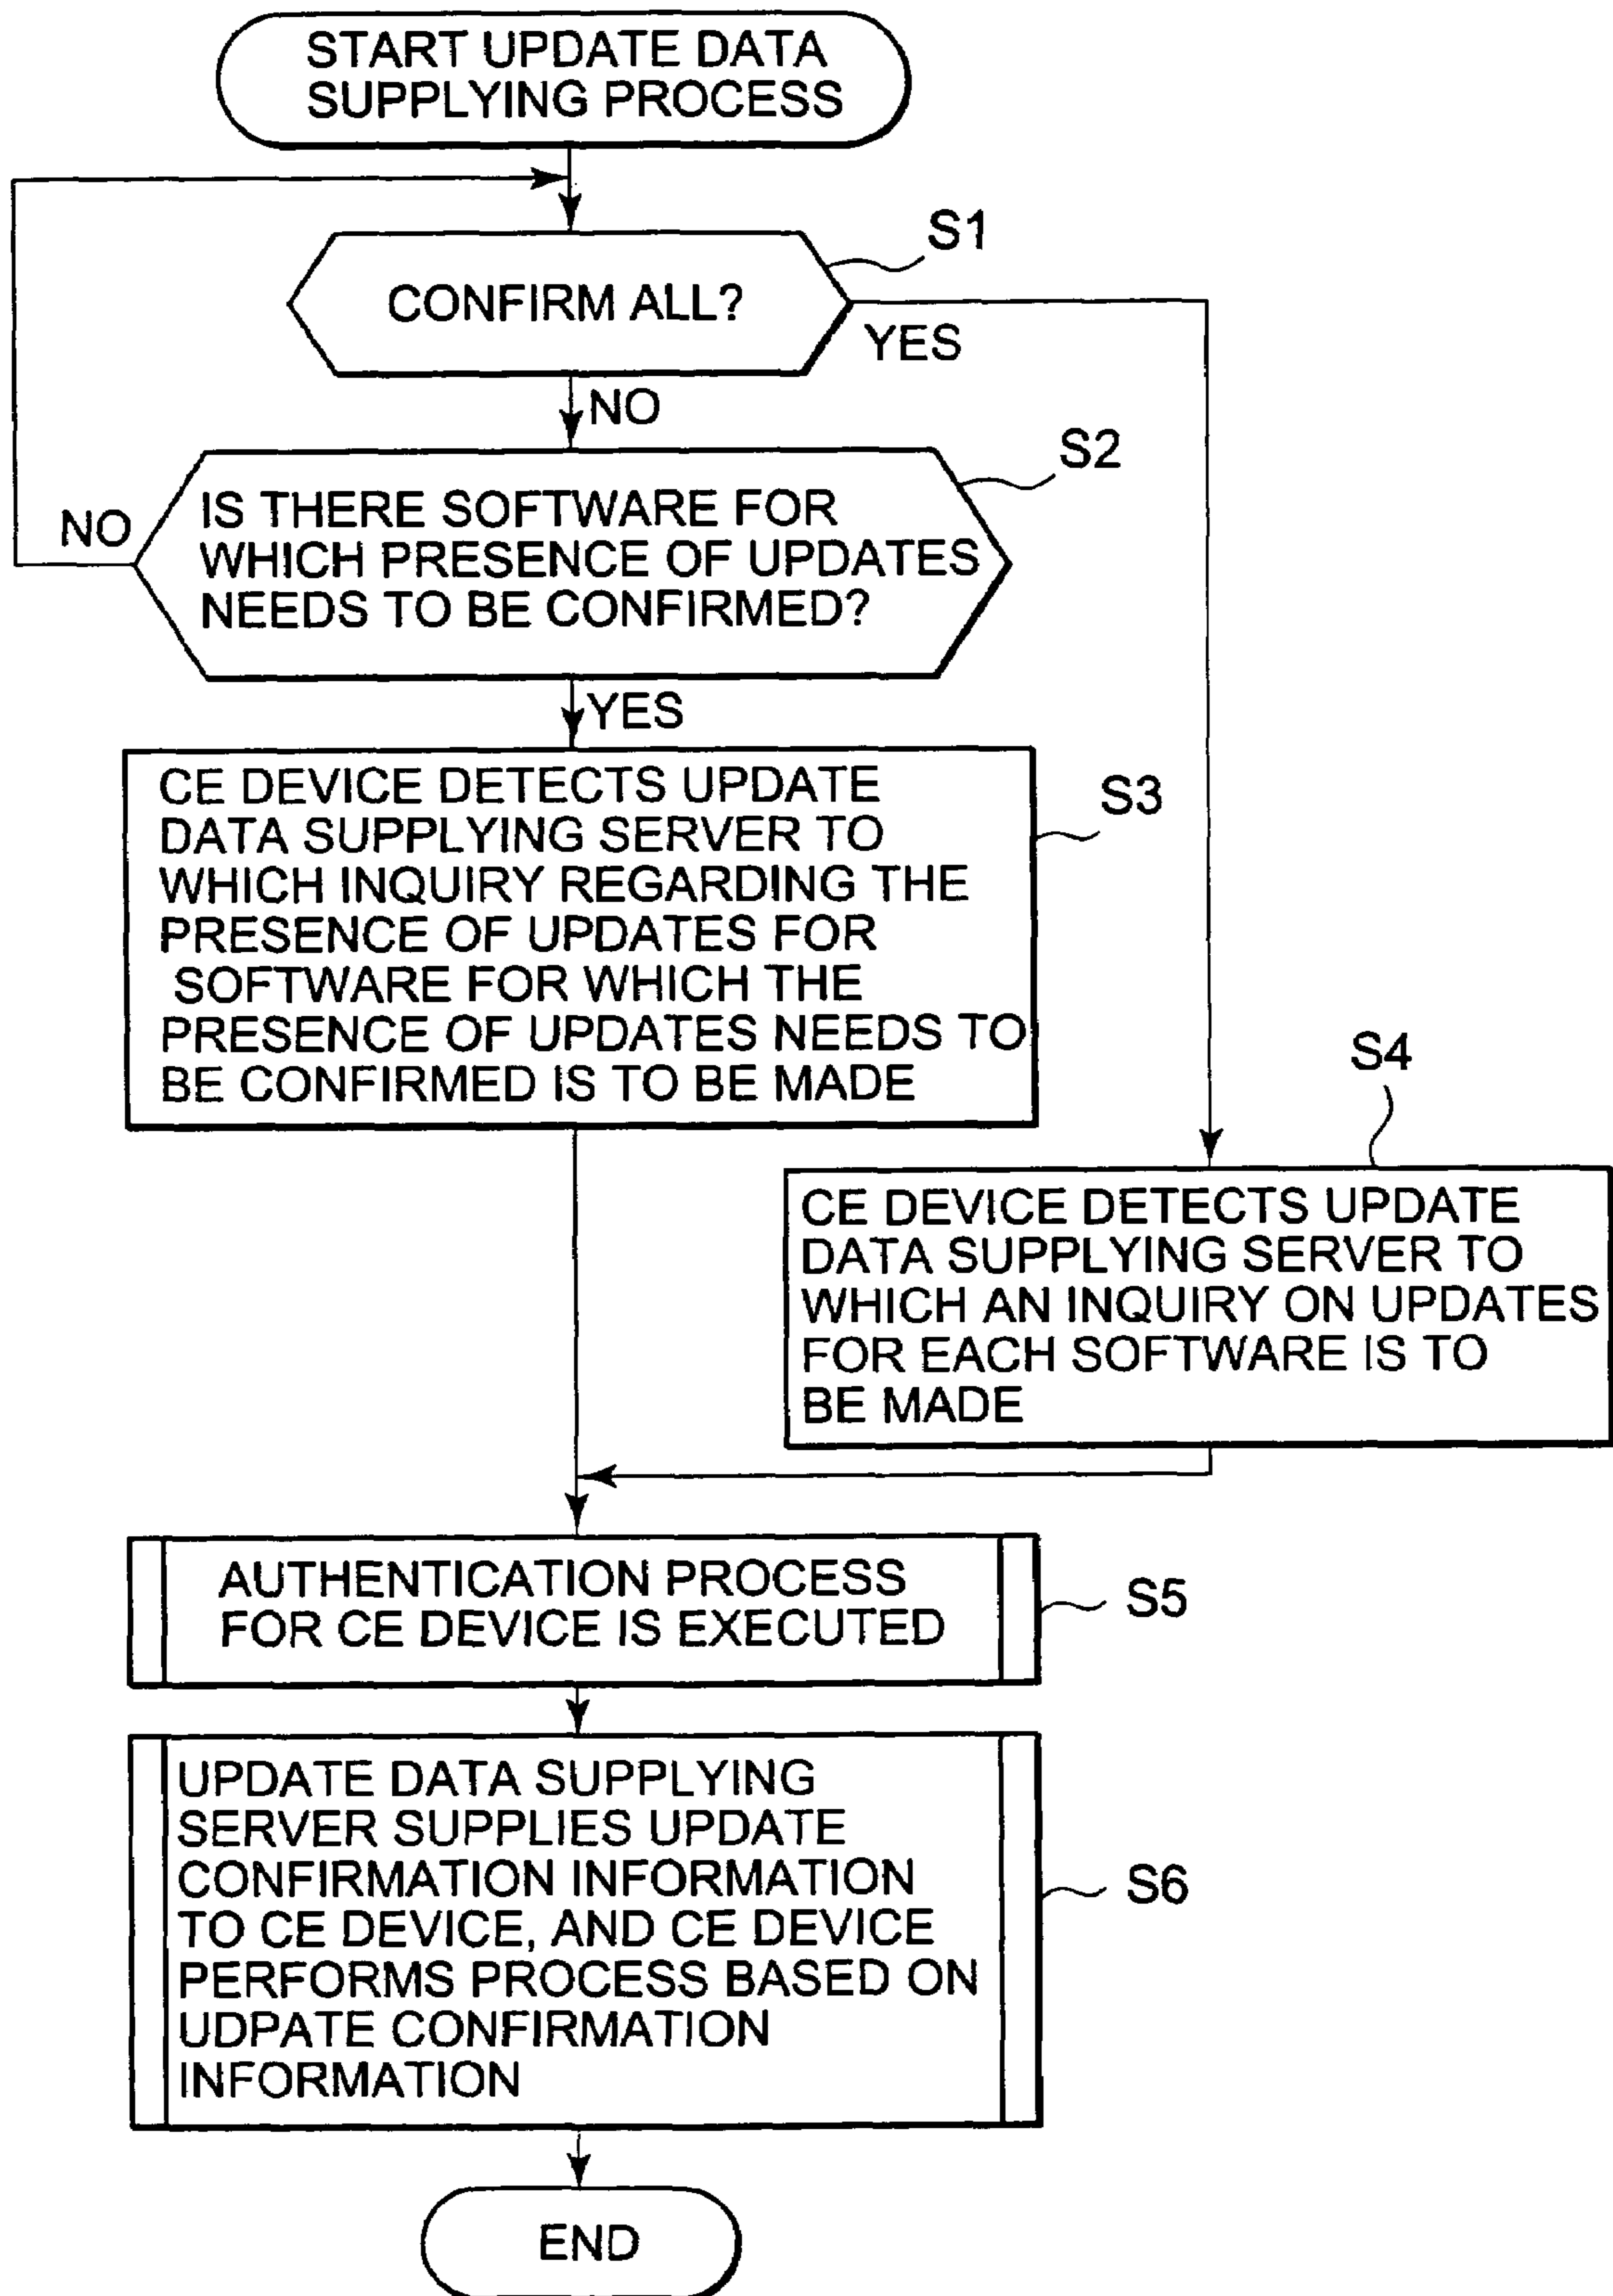 START UPDATE DATA
SUPPLYING PROCESS
S1
CONFIRM ALL?
YES
NO
S2
IS THERE SOFTWARE FOR
WHICH PRESENCE OF UPDATES
NEEDS TO BE CONFIRMED?
NO
YES
CE DEVICE DETECTS UPDATE
DATA SUPPLYING SERVER TO
WHICH INQUIRY REGARDING THE
PRESENCE OF UPDATES FOR
SOFTWARE FOR WHICH THE
PRESENCE OF UPDATES NEEDS TO
BE CONFIRMED IS TO BE MADE
S3
S4
CE DEVICE DETECTS UPDATE
DATA SUPPLYING SERVER TO
WHICH AN INQUIRY ON UPDATES
FOR EACH SOFTWARE IS TO
BE MADE
AUTHENTICATION PROCESS
FOR CE DEVICE IS EXECUTED
S5
UPDATE DATA SUPPLYING
SERVER SUPPLIES UPDATE
CONFIRMATION INFORMATION
TO CE DEVICE, AND CE DEVICE
PERFORMS PROCESS BASED ON
UDPATE CONFIRMATION
INFORMATION
S6
END